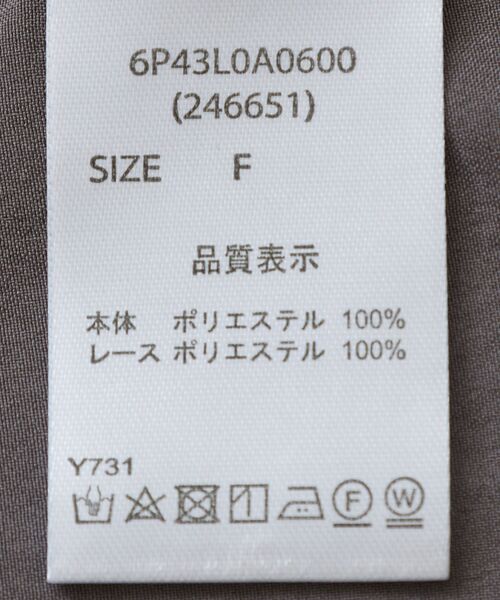 6P43L0A0600
(246651)
SIZE F
品質表示
本体 ポリエステル 100%
レース ポリエステル 100%
Y731
F W